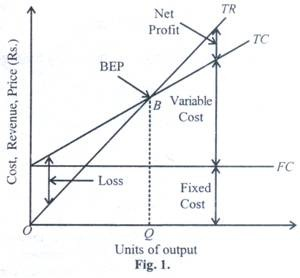 Net
Profit
TR
TC
BEP
B
Variable
Cost
Cost, Revenue, Price (Rs.)
Loss
FC
Fixed
Cost
O
Q
Units of output
Fig. 1.